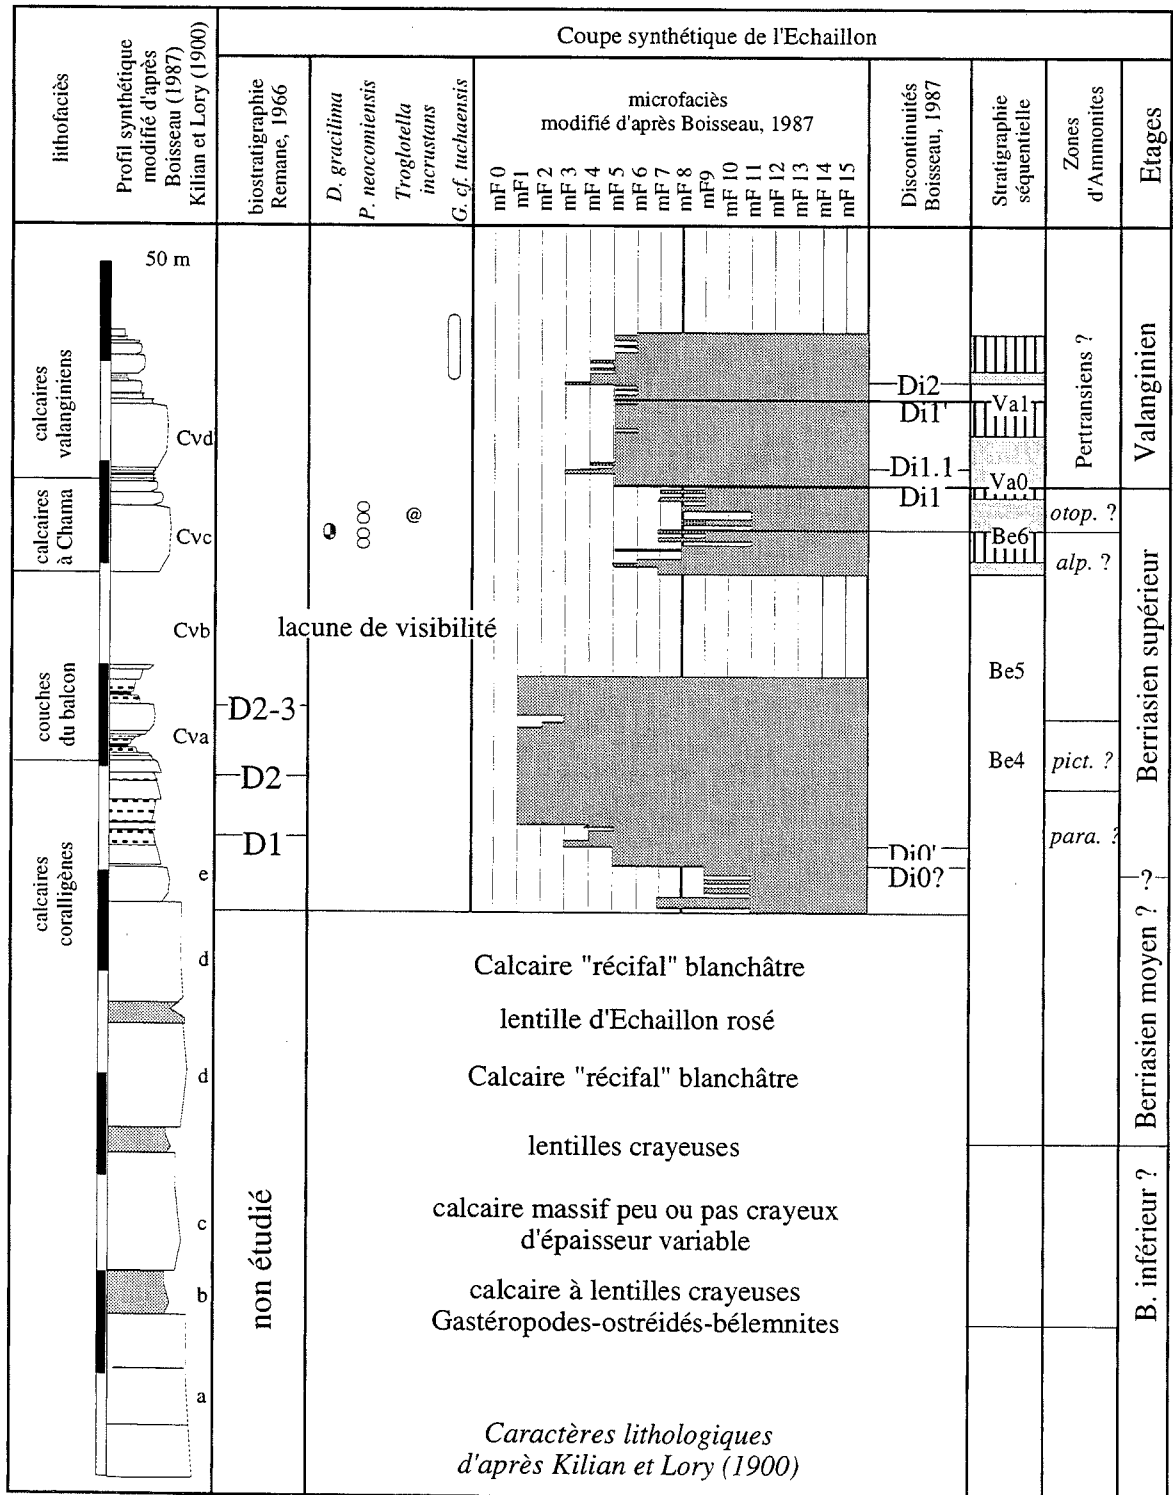 Coupe synthétique de l'Echaillon
lithofaciès
Profil synthétique
modifié d'après
Boisseau (1987)
Kilian et Lory (1900)
biostratigraphie
Remane, 1966
D. gracilima
P. neocomiensis
Troglotella
incrustans
G. cf. tuchaensis
microfaciès
modifié d'après Boisseau, 1987
mF 0
mF1
mF 2
mF 3
mF 4
mF 5
mF 6
mF 7
mF 8
mF9
mF 10
mF 11
mF 12
mF 13
mF 14
mF 15
Discontinuités
Boisseau, 1987
Stratigraphie
séquentielle
Zones
d'Ammonites
Etages
50 m
calcaires
valanginiens
Cvd
Di2
Di1'
Va1
Di1.1
Va0
Di1
Pertransiens ?
Valanginien
calcaires
à Chama
Cvc
@
otop. ?
Be6
alp. ?
Cvb
lacune de visibilité
Be5
Berriasien supérieur
couches
du balcon
Cva
D2-3
D2
Be4
pict. ?
D1
para. ?
Di0'
Di0?
?
calcaires
coralligènes
e
d
Calcaire "récifal" blanchâtre
lentille d'Echaillon rosé
d
Calcaire "récifal" blanchâtre
Berriasien moyen ?
lentilles crayeuses
c
calcaire massif peu ou pas crayeux
d'épaisseur variable
non étudié
b
calcaire à lentilles crayeuses
Gastéropodes-ostréidés-bélemnites
B. inférieur ?
a
Caractères lithologiques
d'après Kilian et Lory (1900)